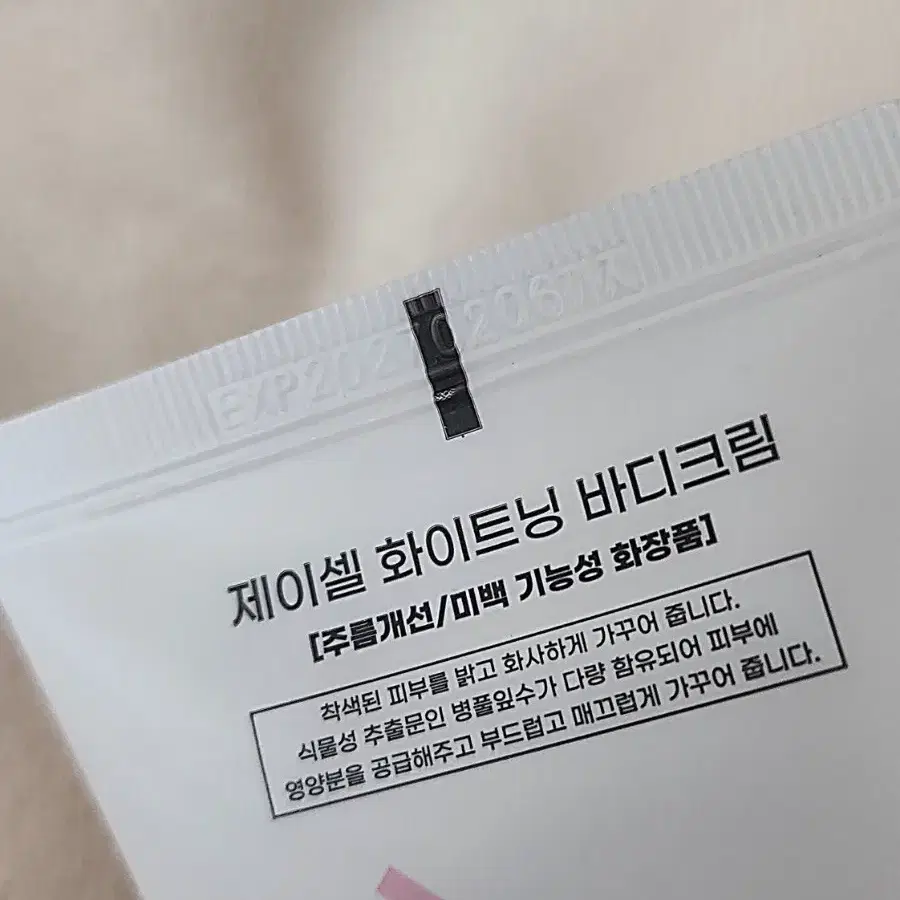 제이셀 화이트닝 바디크림
[주름개선/미백 기능성 화장품]
착색된 피부를 밝고 화사하게 가꾸어 줍니다.
식물성 추출문인 병풀잎수가 다량 함유되어 피부에
영양분을 공급해주고 부드럽고 매끄럽게 가꾸어 줍니다.